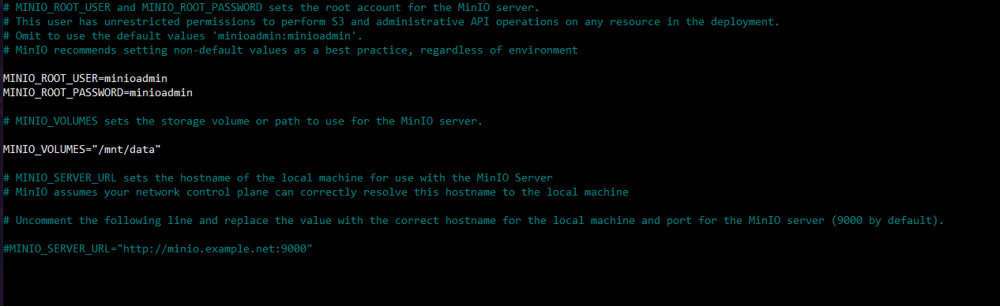 # MINIO_ROOT_USER and MINIO_ROOT_PASSWORD sets the root account for the MinIO server.
# This user has unrestricted permissions to perform S3 and administrative API operations on any resource in the deployment.
# Omit to use the default values 'minioadmin:minioadmin'.
# MinIO recommends setting non-default values as a best practice, regardless of environment
MINIO_ROOT_USER=minioadmin
MINIO_ROOT_PASSWORD=minioadmin
# MINIO_VOLUMES sets the storage volume or path to use for the MinIO server.
MINIO_VOLUMES="/mnt/data"
# MINIO_SERVER_URL sets the hostname of the local machine for use with the MinIO Server
# MinIO assumes your network control plane can correctly resolve this hostname to the local machine
# Uncomment the following line and replace the value with the correct hostname for the local machine and port for the MinIO server (9000 by default).
#MINIO_SERVER_URL="http://minio.example.net:9000"